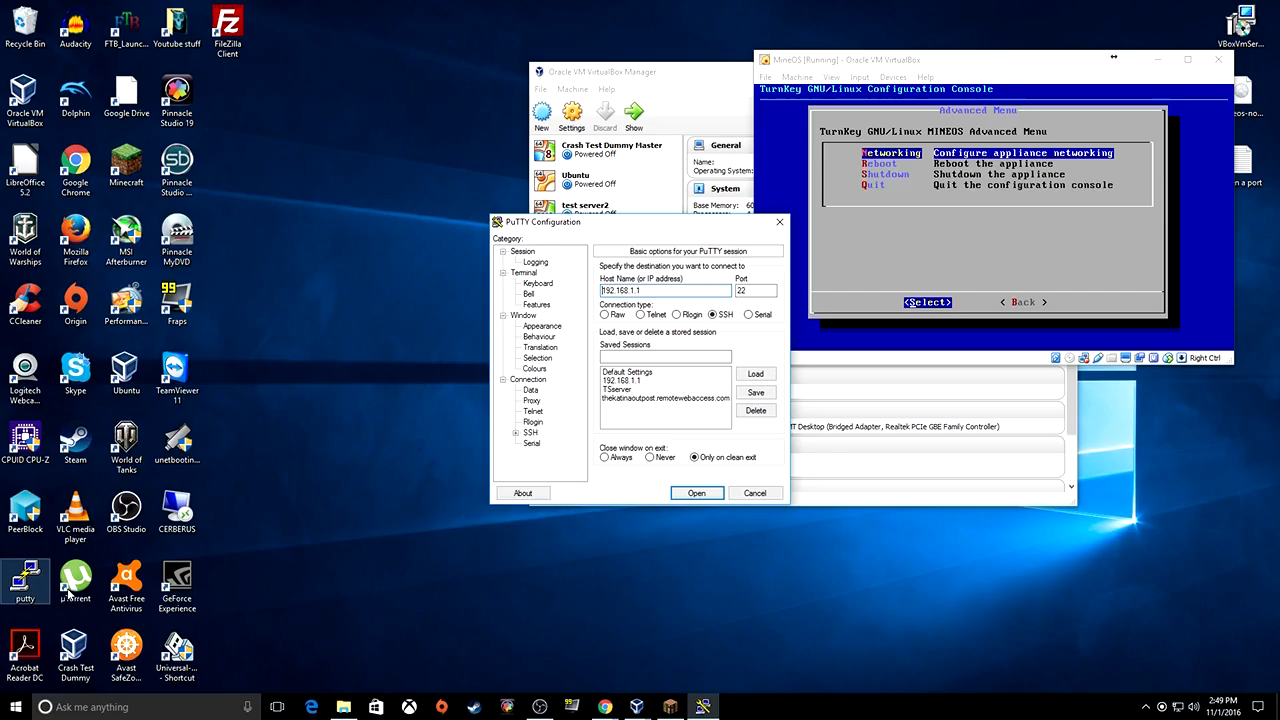 Recycle Bin
Audacity
FTB_Launc...
Youtube stuff
FileZilla
Client
Oracle VM
VirtualBox
Dolphin
Google Drive
Pinnacle
Studio 19
LibreOffice
Google
Chrome
Minecraft
Pinnacle
Studio ...
World of
Warships
Mozilla
Firefox
MSI
Afterburner
Pinnacle
MyDVD
CCleaner
Origin
Performan...
99
Fraps
Logitech
Webca...
Skype
Ubuntu
TeamViewer
11
CPUID CPU-Z
Steam
World of
Tanks
unetbootin...
PeerBlock
VLC media
player
OBS Studio
CERBERUS
putty
µTorrent
Avast Free
Antivirus
GeForce
Experience
Acrobat
Reader DC
Crash Test
Dummy
Avast
SafeZo...
Universal-...
- Shortcut
VBoxVmSer...
eos-no...
n a port
Oracle VM VirtualBox Manager
File Machine Help
New Settings Discard Show
Crash Test Dummy Master
Powered Off
Ubuntu
Powered Off
test server2
General
Name:
Operating System:
System
Base Memory: 60
MT Desktop (Bridged Adapter, Realtek PCIe GBE Family Controller)
MineOS [Running] - Oracle VM VirtualBox
File Machine View Input Devices Help
TurnKey GNU/Linux Configuration Console
Advanced Menu
TurnKey GNU/Linux MINEOS Advanced Menu
Networking Configure appliance networking
Reboot Reboot the appliance
Shutdown Shutdown the appliance
Quit Quit the configuration console
<Select> < Back >
Right Ctrl
PuTTY Configuration
Category:
Session
Logging
Terminal
Keyboard
Bell
Features
Window
Appearance
Behaviour
Translation
Selection
Colours
Connection
Data
Proxy
Telnet
Rlogin
SSH
Serial
Basic options for your PuTTY session
Specify the destination you want to connect to
Host Name (or IP address) Port
192.168.1.1 22
Connection type:
Raw Telnet Rlogin SSH Serial
Load, save or delete a stored session
Saved Sessions
Default Settings
192.168.1.1
TSserver
thekatinaoutpost.remotewebaccess.com
Load
Save
Delete
Close window on exit:
Always Never Only on clean exit
About Open Cancel
Ask me anything
99
2:49 PM
11/1/2016